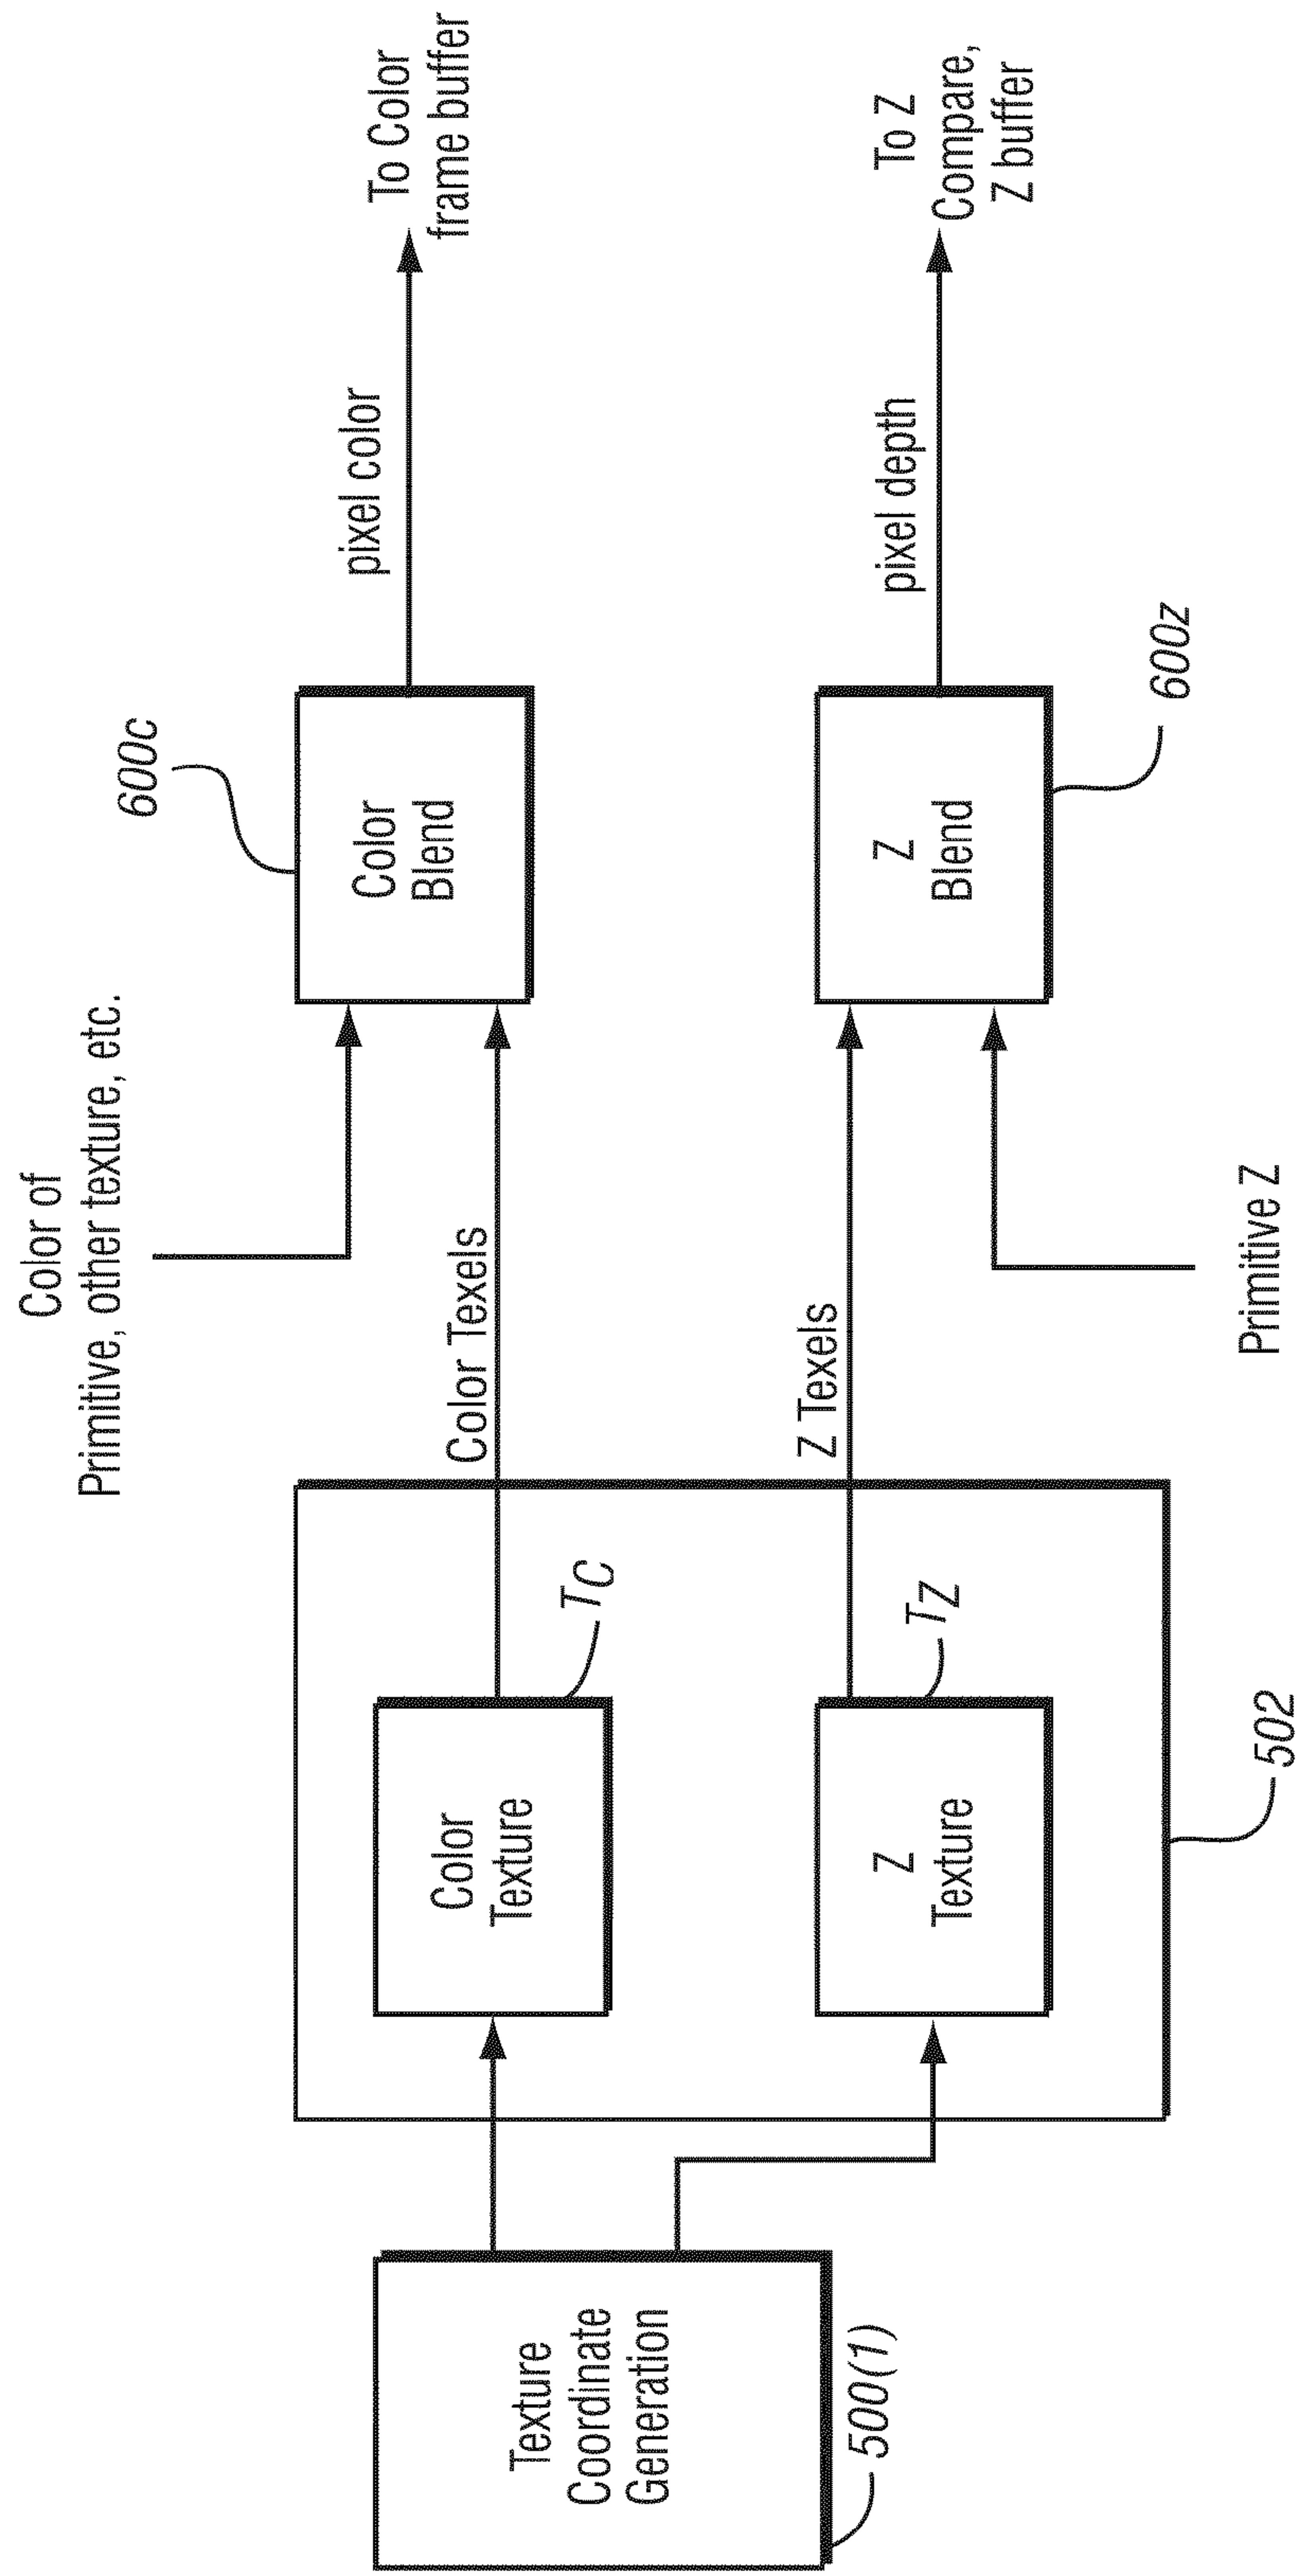 Texture
Coordinate
Generation
500(1)
Color
Texture
TC
Z
Texture
TZ
502
Color Texels
Z Texels
Color of
Primitive, other texture, etc.
Primitive Z
600c
Color
Blend
Z
Blend
600z
pixel color
pixel depth
To Color
frame buffer
To Z
Compare,
Z buffer